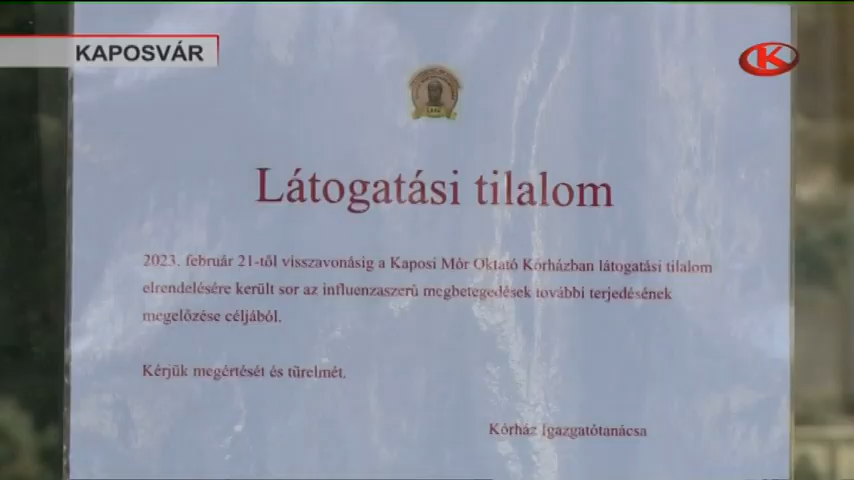 KAPOSVÁR
K
Látogatási tilalom
2023. február 21-től visszavonásig a Kaposi Mór Oktató Kórházban látogatási tilalom
elrendelésére került sor az influenzaszerű megbetegedések további terjedésének
megelőzése céljából.
Kérjük megértését és türelmét.
Kórház Igazgatótanácsa